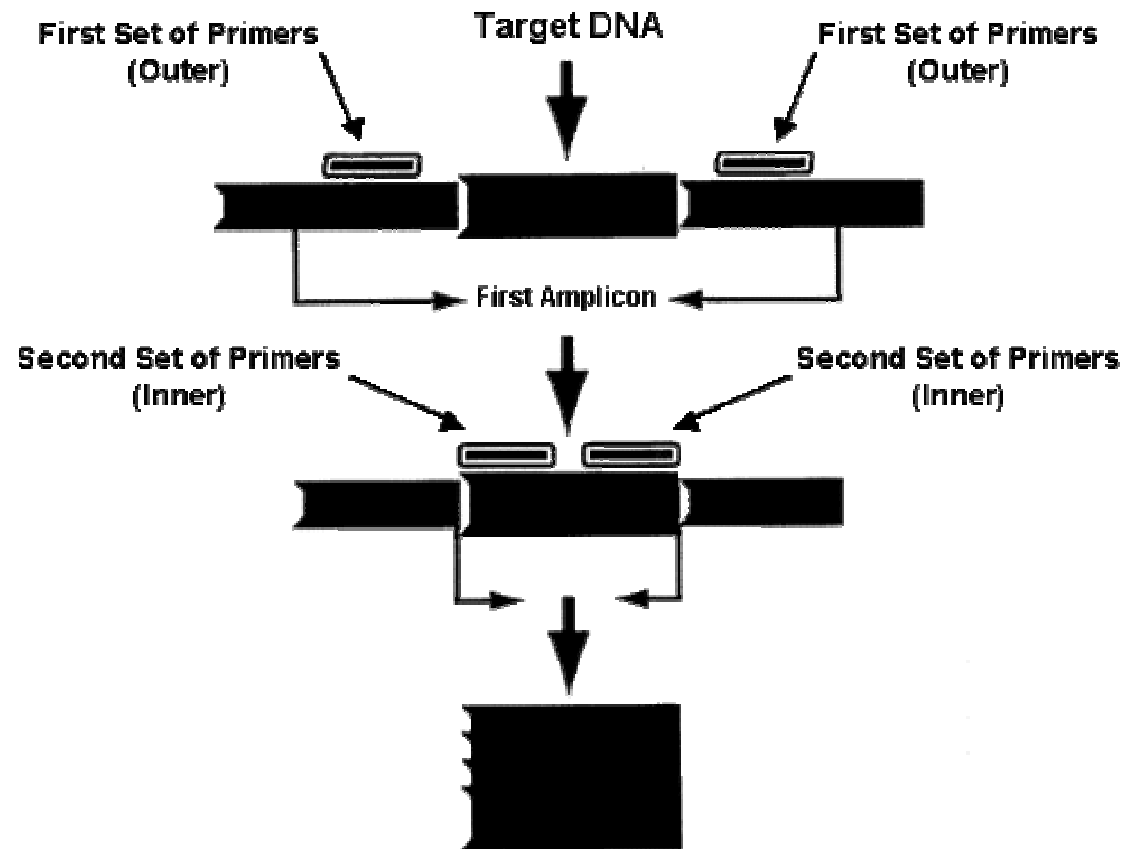 First Set of Primers
(Outer)
Target DNA
First Set of Primers
(Outer)
First Amplicon
Second Set of Primers
(Inner)
Second Set of Primers
(Inner)